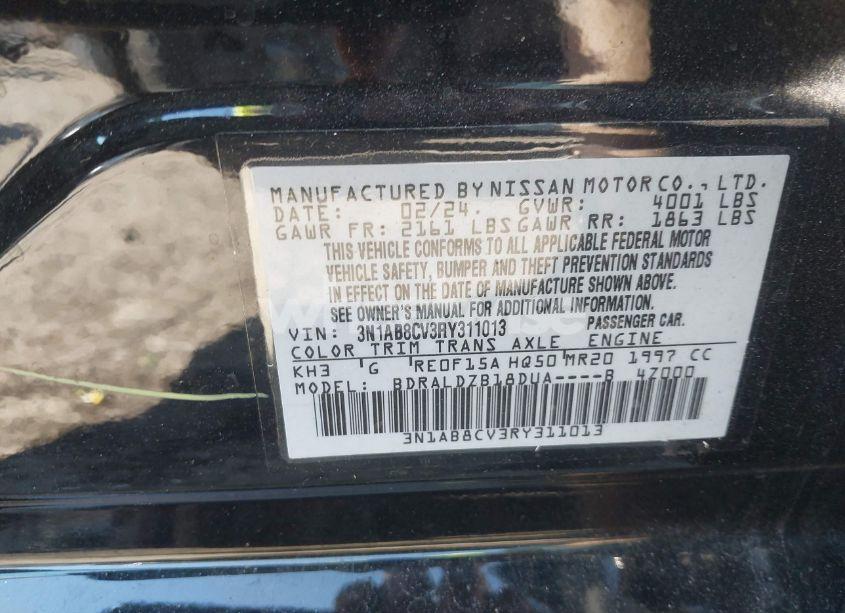 MANUFACTURED BY NISSAN MOTOR CO., LTD.
DATE: 02/24. GVWR: 4001 LBS
GAWR FR: 2161 LBS GAWR RR: 1863 LBS
THIS VEHICLE CONFORMS TO ALL APPLICABLE FEDERAL MOTOR
VEHICLE SAFETY, BUMPER AND THEFT PREVENTION STANDARDS
IN EFFECT ON THE DATE OF MANUFACTURE SHOWN ABOVE.
SEE OWNER'S MANUAL FOR ADDITIONAL INFORMATION.
VIN: 3N1AB8CV3RY311013 PASSENGER CAR.
COLOR TRIM TRANS AXLE ENGINE
KH3 G RE0F15A HQ50 MR20 1997 CC
MODEL: BDRALDZB18DUA----B 4Z000
3N1AB8CV3RY311013